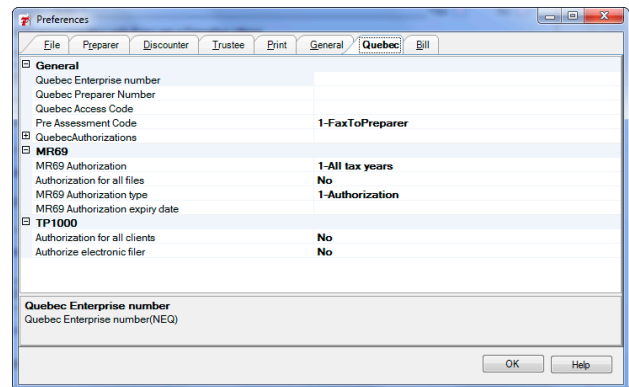 Preferences
File Preparer Discounter Trustee Print General Quebec Bill
General
Quebec Enterprise number
Quebec Preparer Number
Quebec Access Code
Pre Assessment Code 1-FaxToPreparer
QuebecAuthorizations
MR69
MR69 Authorization 1-All tax years
Authorization for all files No
MR69 Authorization type 1-Authorization
MR69 Authorization expiry date
TP1000
Authorization for all clients No
Authorize electronic filer No
Quebec Enterprise number
Quebec Enterprise number(NEQ)
OK Help